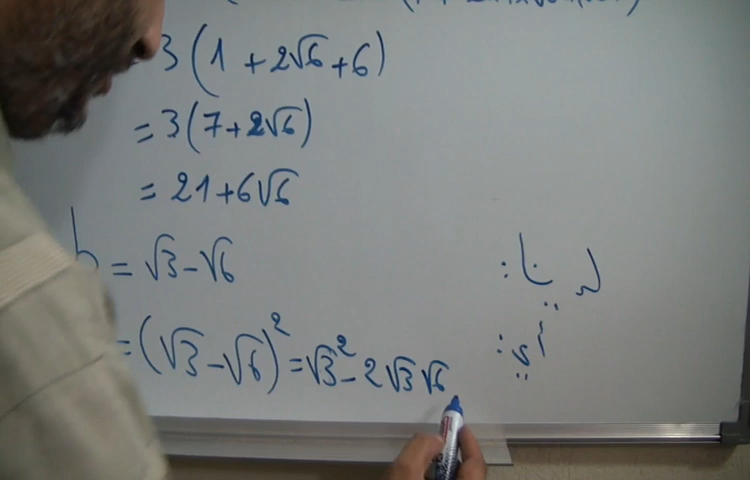 3(1+2√6+6)
=3(7+2√6)
=21+6√6
b=√3-√6 لدينا:
=(√3-√6)²=√3²-2√3√6 أي: